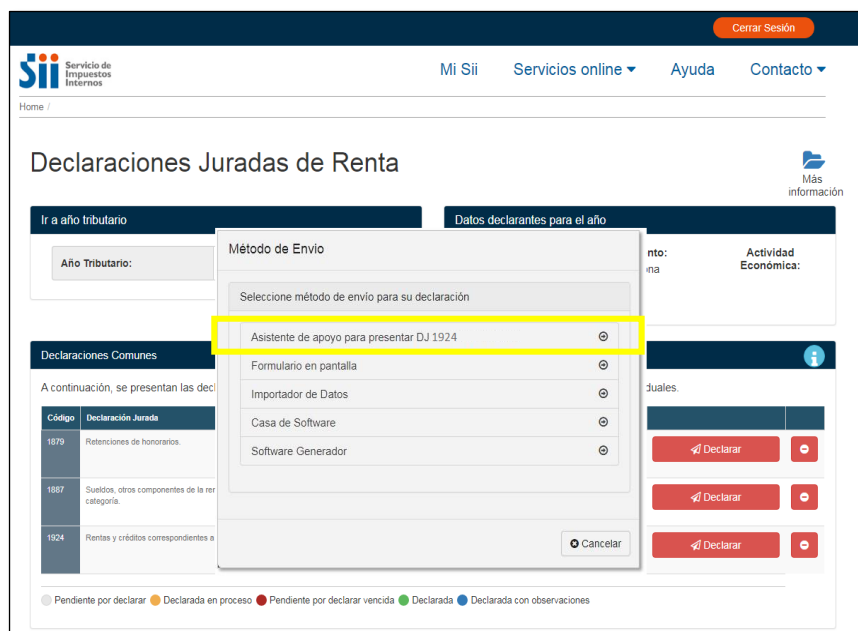 Cerrar Sesión
Sii Servicio de
Impuestos
Internos
Mi Sii Servicios online Ayuda Contacto
Home /
Declaraciones Juradas de Renta
Más
información
Ir a año tributario
Datos declarantes para el año
Año Tributario:
nto:
na
Actividad
Económica:
Método de Envio
Seleccione método de envío para su declaración
Asistente de apoyo para presentar DJ 1924
Formulario en pantalla
Importador de Datos
Casa de Software
Software Generador
Cancelar
Declaraciones Comunes
A continuación, se presentan las decl
duales.
Código Declaración Jurada
1879 Retenciones de honorarios. Declarar
1887 Sueldos, otros componentes de la rer
categoría. Declarar
1924 Rentas y créditos correspondientes a Declarar
Pendiente por declarar Declarada en proceso Pendiente por declarar vencida Declarada Declarada con observaciones